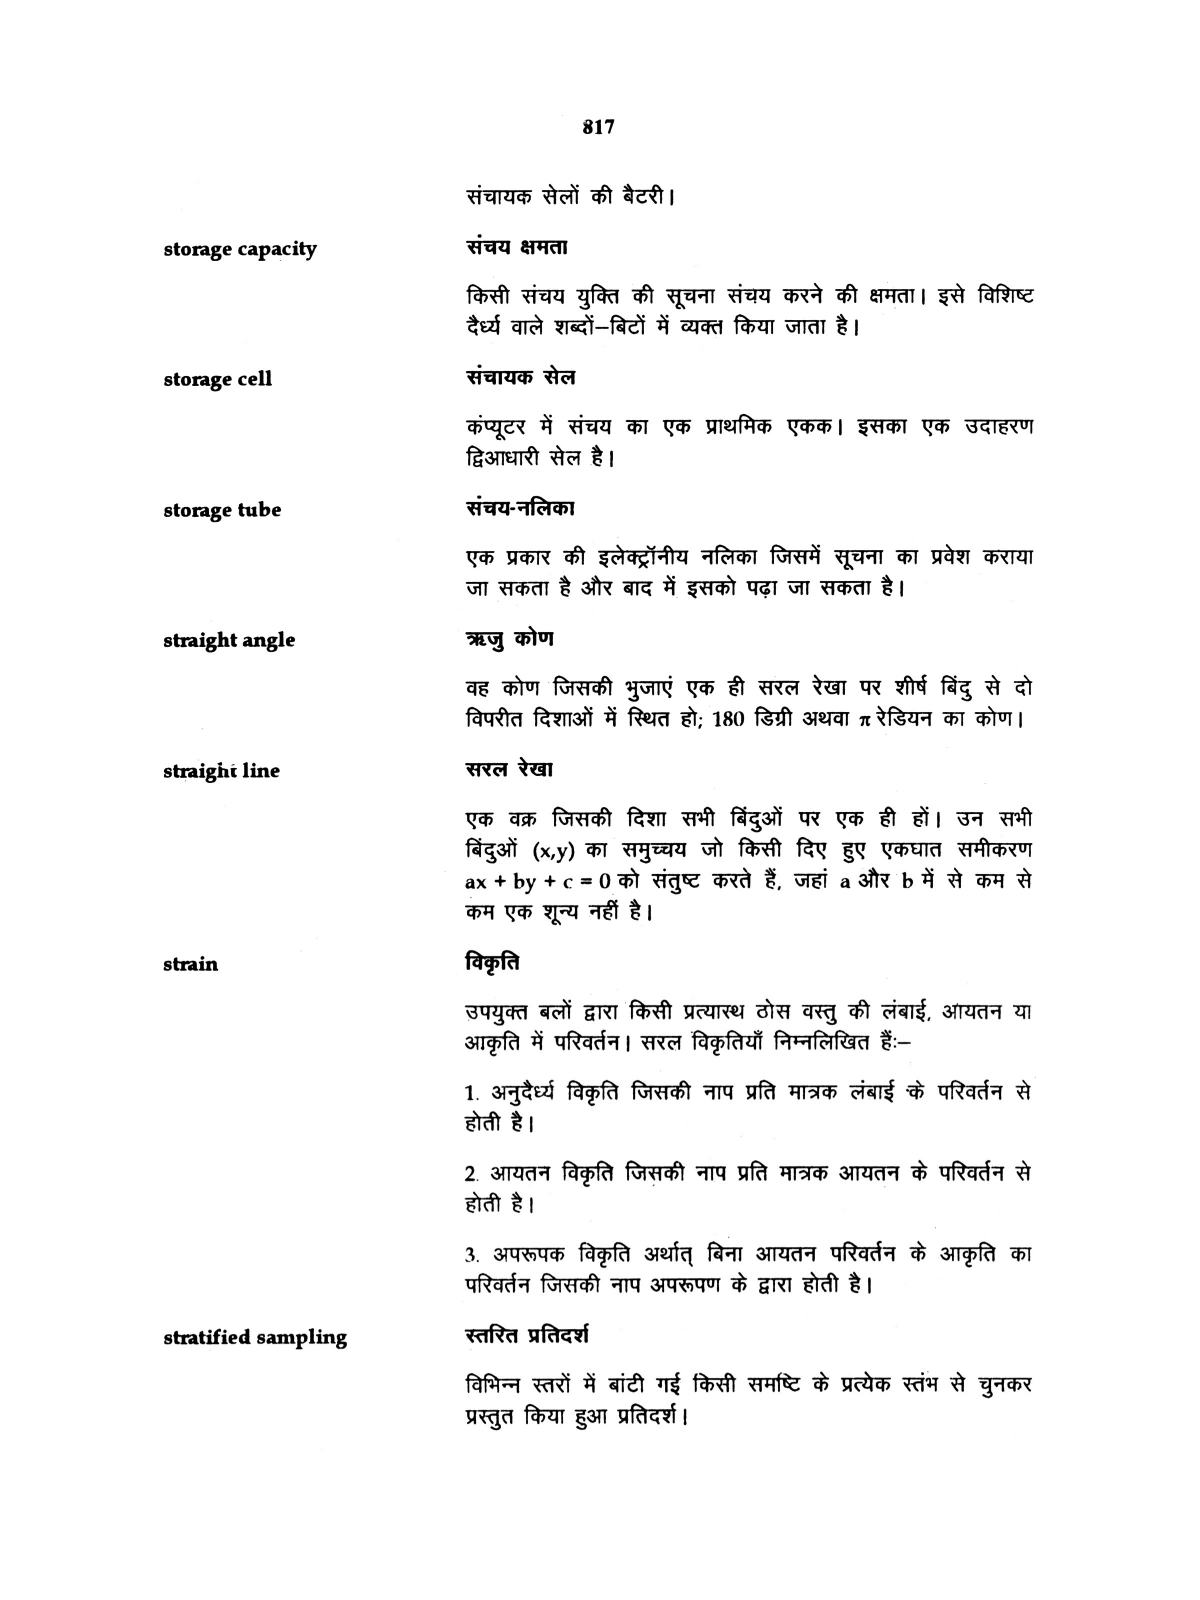 817
संचायक सेलों की बैटरी।
storage capacity
संचय क्षमता
किसी संचय युक्ति की सूचना संचय करने की क्षमता। इसे विशिष्ट
दैर्ध्य वाले शब्दों–बिटों में व्यक्त किया जाता है।
storage cell
संचायक सेल
कंप्यूटर में संचय का एक प्राथमिक एकक। इसका एक उदाहरण
द्विआधारी सेल है।
storage tube
संचय-नलिका
एक प्रकार की इलेक्ट्रॉनीय नलिका जिसमें सूचना का प्रवेश कराया
जा सकता है और बाद में इसको पढ़ा जा सकता है।
straight angle
ऋजु कोण
वह कोण जिसकी भुजाएं एक ही सरल रेखा पर शीर्ष बिंदु से दो
विपरीत दिशाओं में स्थित हो; 180 डिग्री अथवा π रेडियन का कोण।
straight line
सरल रेखा
एक वक्र जिसकी दिशा सभी बिंदुओं पर एक ही हों। उन सभी
बिंदुओं (x,y) का समुच्चय जो किसी दिए हुए एकघात समीकरण
ax + by + c = 0 को संतुष्ट करते हैं, जहां a और b में से कम से
कम एक शून्य नहीं है।
strain
विकृति
उपयुक्त बलों द्वारा किसी प्रत्यास्थ ठोस वस्तु की लंबाई, आयतन या
आकृति में परिवर्तन। सरल विकृतियाँ निम्नलिखित हैंः–
1. अनुदैर्ध्य विकृति जिसकी नाप प्रति मात्रक लंबाई के परिवर्तन से
होती है।
2. आयतन विकृति जिसकी नाप प्रति मात्रक आयतन के परिवर्तन से
होती है।
3. अपरूपक विकृति अर्थात् बिना आयतन परिवर्तन के आकृति का
परिवर्तन जिसकी नाप अपरूपण के द्वारा होती है।
stratified sampling
स्तरित प्रतिदर्श
विभिन्न स्तरों में बांटी गई किसी समष्टि के प्रत्येक स्तंभ से चुनकर
प्रस्तुत किया हुआ प्रतिदर्श।